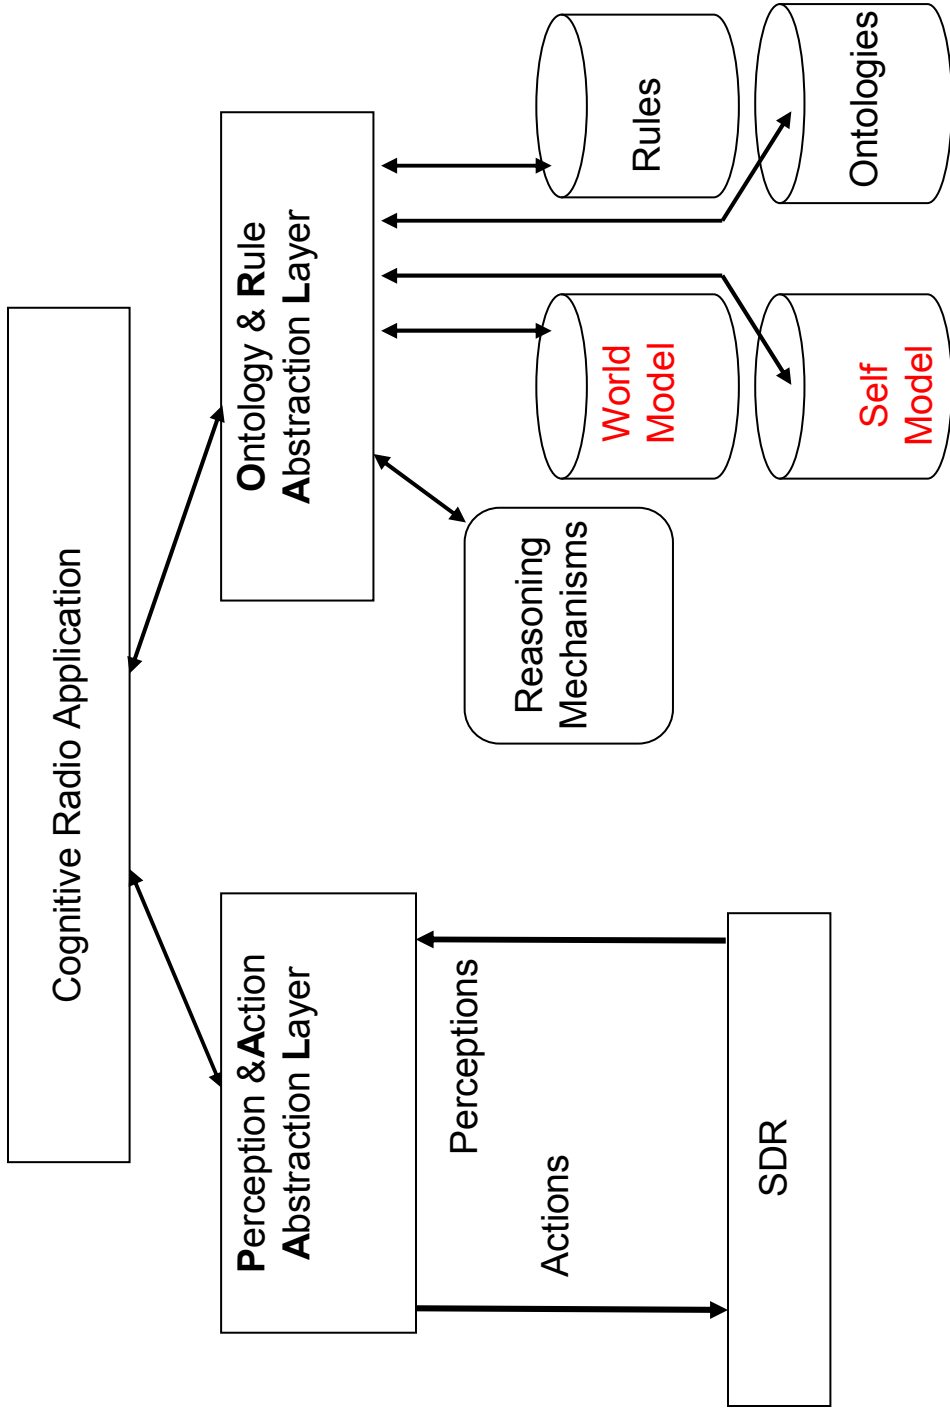 Cognitive Radio Application
Perception &Action
Abstraction Layer
Ontology & Rule
Abstraction Layer
Perceptions
Actions
SDR
Reasoning
Mechanisms
World
Model
Rules
Self
Model
Ontologies